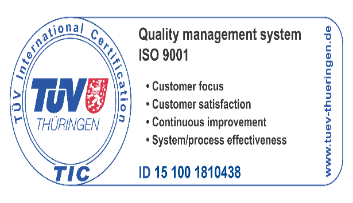 TÜV International Certification
TÜV
THÜRINGEN
TIC
Quality management system
ISO 9001
• Customer focus
• Customer satisfaction
• Continuous improvement
• System/process effectiveness
ID 15 100 1810438
www.tuev-thueringen.de